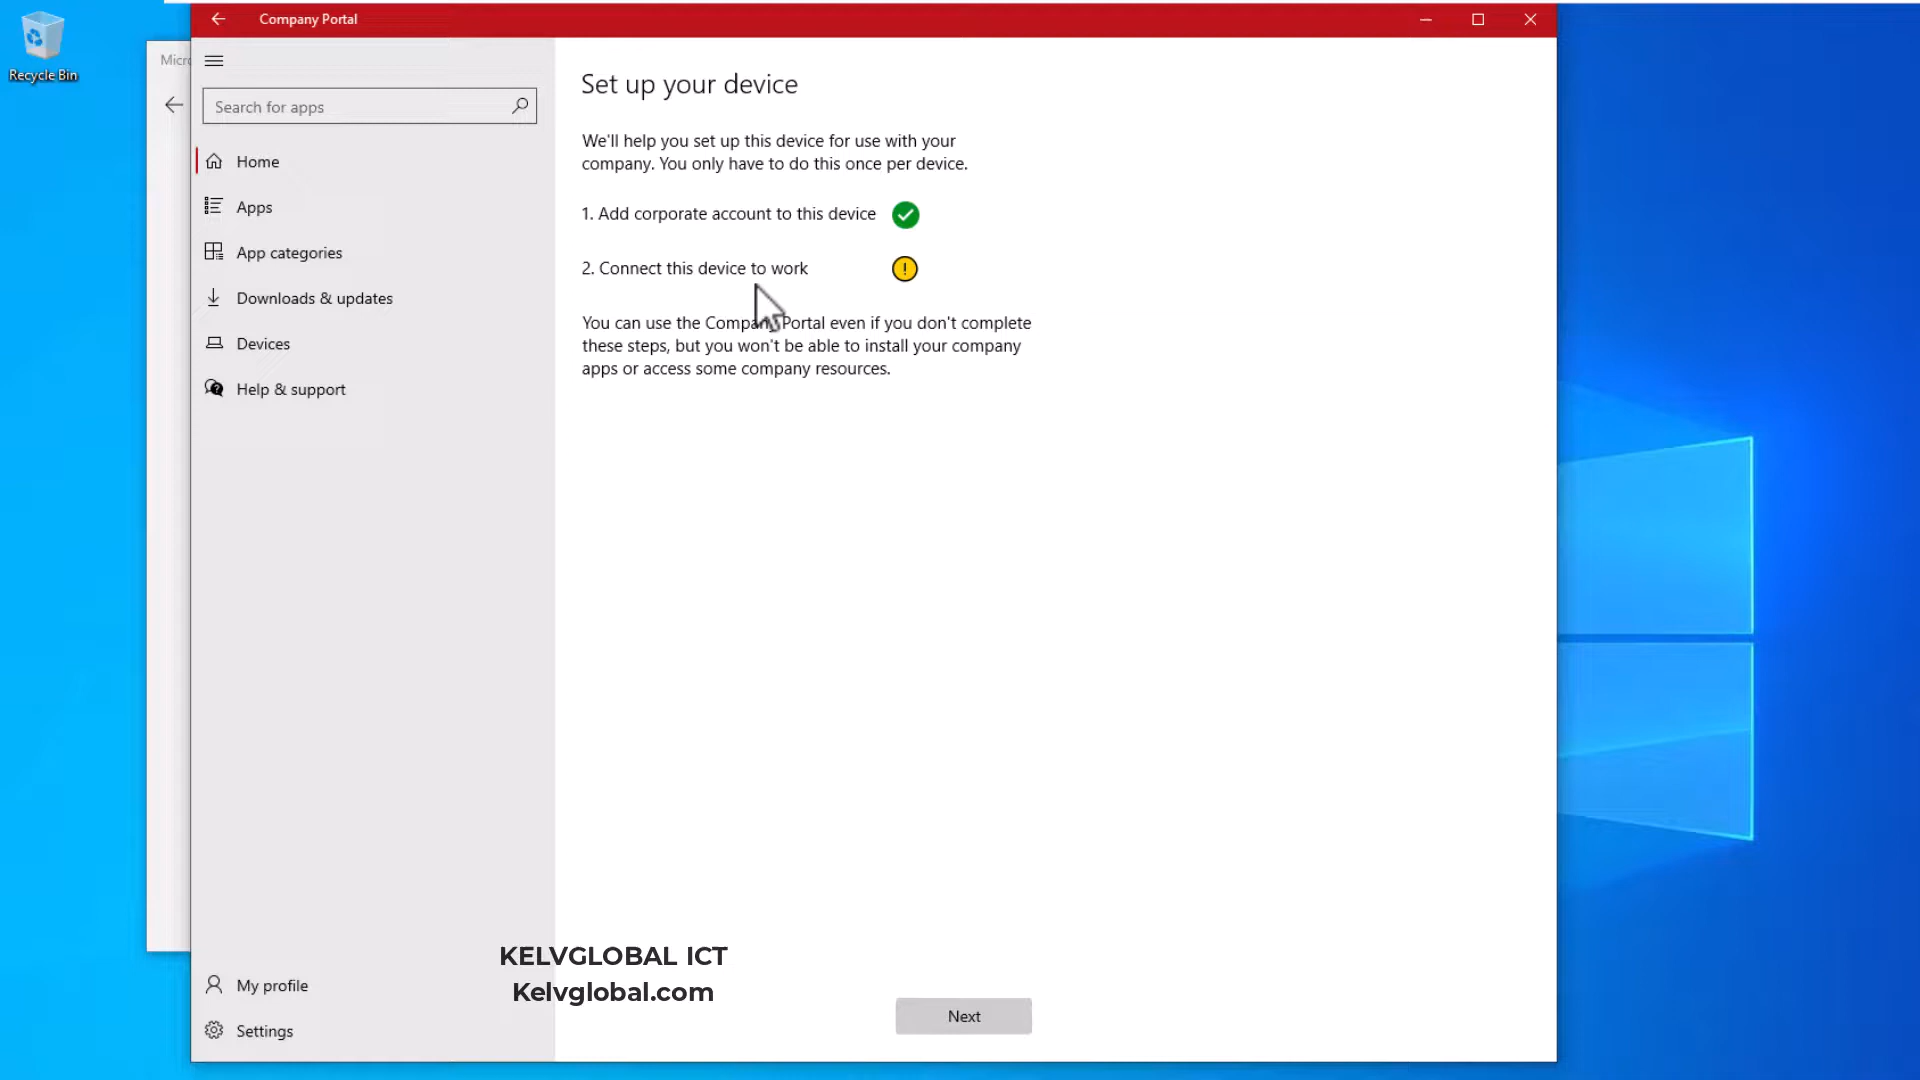 Recycle Bin
Micro
Company Portal
Search for apps
Home
Apps
App categories
Downloads & updates
Devices
Help & support
My profile
Settings
Set up your device
We'll help you set up this device for use with your
company. You only have to do this once per device.
1. Add corporate account to this device
2. Connect this device to work
You can use the Company Portal even if you don't complete
these steps, but you won't be able to install your company
apps or access some company resources.
KELVGLOBAL ICT
Kelvglobal.com
Next